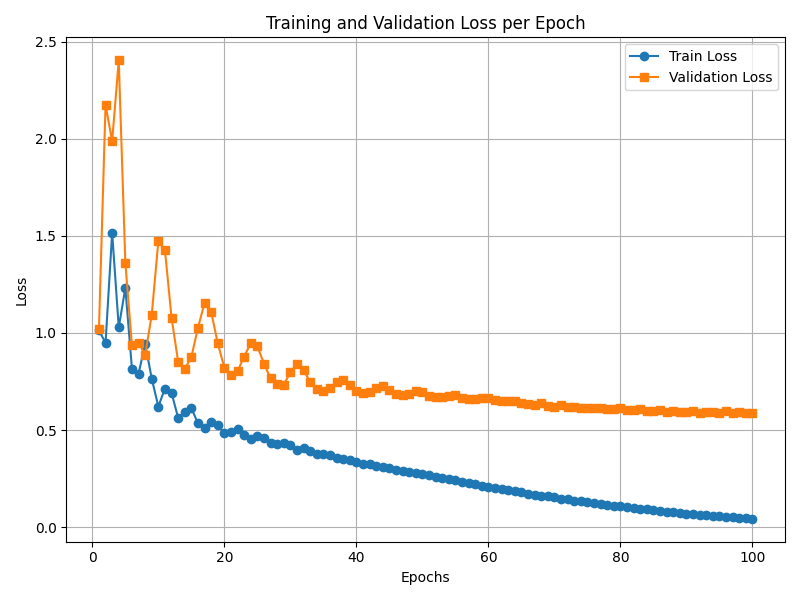 Training and Validation Loss per Epoch
Train Loss
Validation Loss
2.5
2.0
1.5
1.0
0.5
0.0
Loss
0 20 40 60 80 100
Epochs